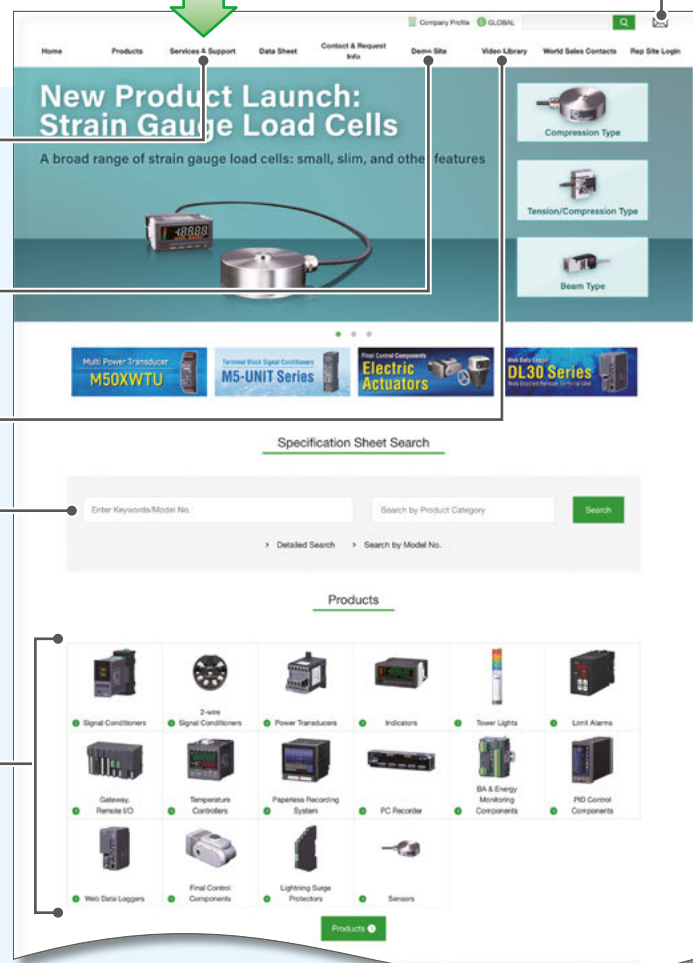 Company Profile
GLOBAL
Home
Products
Services & Support
Data Sheet
Contact & Request
Info
Demo Site
Video Library
World Sales Contacts
Rep Site Login
New Product Launch:
Strain Gauge Load Cells
A broad range of strain gauge load cells: small, slim, and other features
Compression Type
Tension/Compression Type
Beam Type
Multi Power Transducer
M50XWTU
Terminal Block Signal Conditioners
M5-UNIT Series
Final Control Components
Electric
Actuators
Web Data Logger
DL30 Series
Web Enabled Remote Terminal Unit
Specification Sheet Search
Enter Keywords/Model No.
Search by Product Category
Search
> Detailed Search
> Search by Model No.
Products
Signal Conditioners
2-wire
Signal Conditioners
Power Transducers
Indicators
Tower Lights
Limit Alarms
Gateway,
Remote I/O
Temperature
Controllers
Paperless Recording
System
PC Recorder
BA & Energy
Monitoring
Components
PID Control
Components
Web Data Loggers
Final Control
Components
Lightning Surge
Protectors
Sensors
Products